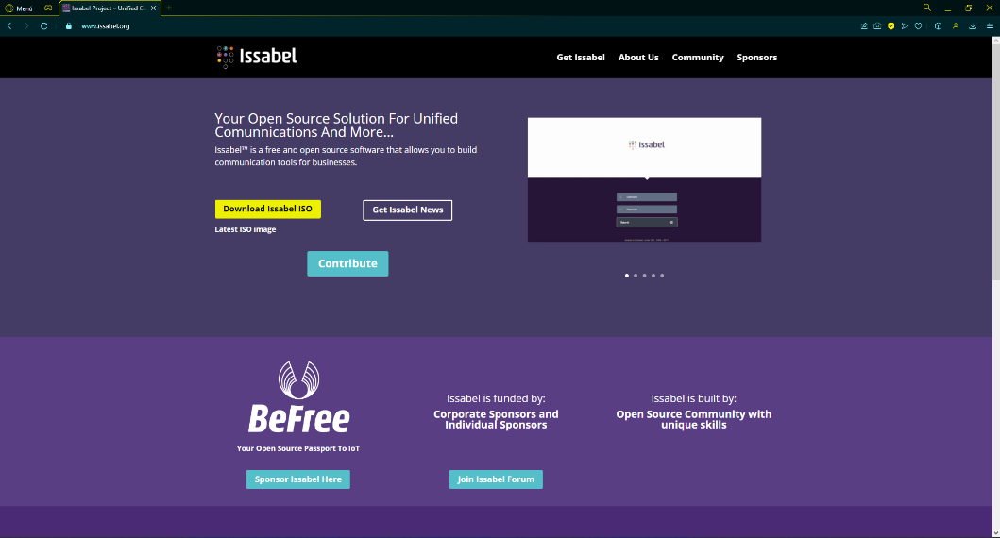 Menú
Issabel Project – Unified Co
www.issabel.org
Issabel
Get Issabel
About Us
Community
Sponsors
Your Open Source Solution For Unified
Comunnications And More...
Issabel™ is a free and open source software that allows you to build
communication tools for businesses.
Issabel
Download Issabel ISO
Get Issabel News
Latest ISO image
Contribute
BeFree
Your Open Source Passport To IoT
Sponsor Issabel Here
Issabel is funded by:
Corporate Sponsors and
Individual Sponsors
Join Issabel Forum
Issabel is built by:
Open Source Community with
unique skills